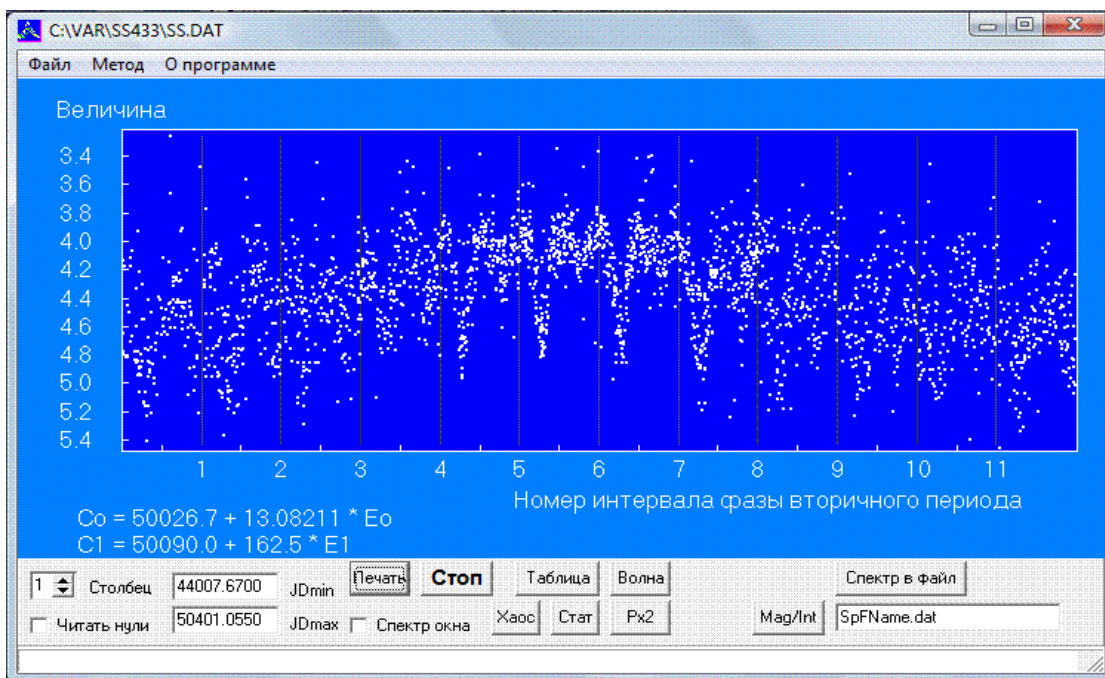 C:\VAR\SS433\SS.DAT
Файл Метод О программе
Величина
3.4
3.6
3.8
4.0
4.2
4.4
4.6
4.8
5.0
5.2
5.4
1 2 3 4 5 6 7 8 9 10 11
Номер интервала фазы вторичного периода
Co = 50026.7 + 13.08211 * Eo
C1 = 50090.0 + 162.5 * E1
1 Столбец 44007.6700 JDmin Печать Стоп Таблица Волна Спектр в файл
Читать нули 50401.0550 JDmax Спектр окна Хаос Стат Px2 Mag/Int SpFName.dat